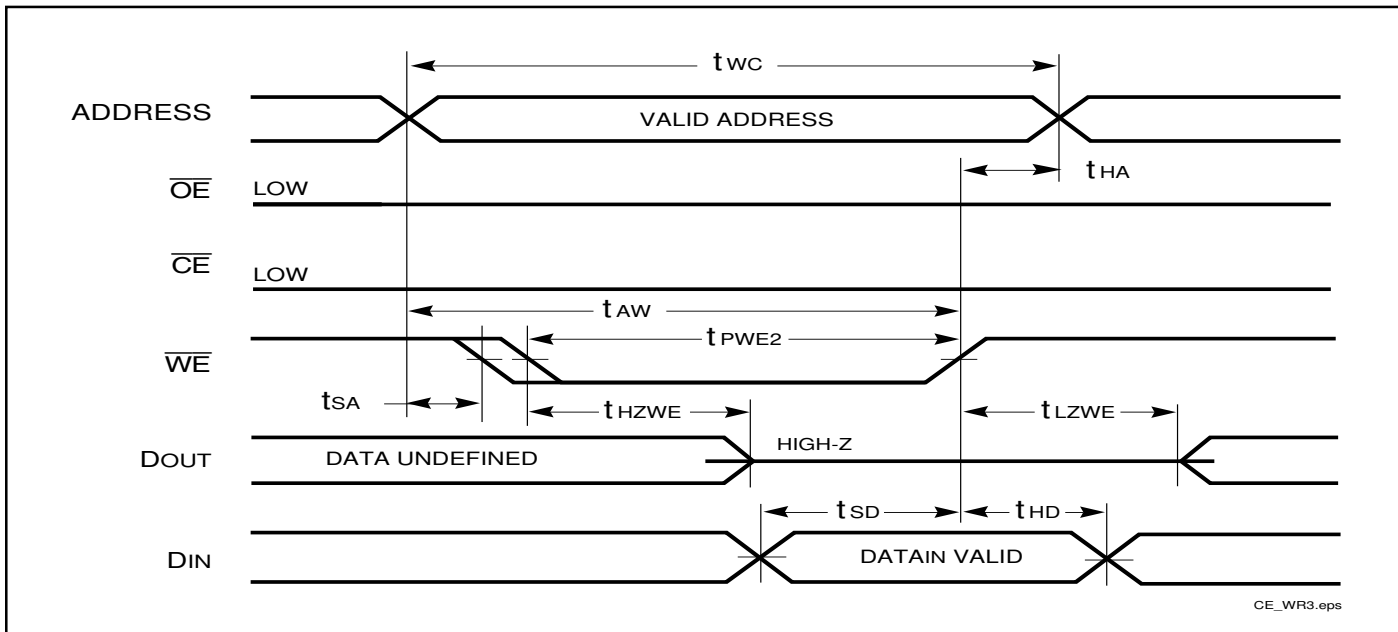 tWC
ADDRESS
VALID ADDRESS
tHA
OE
LOW
CE
LOW
tAW
tPWE2
WE
tSA
tHZWE
tLZWE
DOUT
DATA UNDEFINED
HIGH-Z
tSD
tHD
DIN
DATAIN VALID
CE_WR3.eps